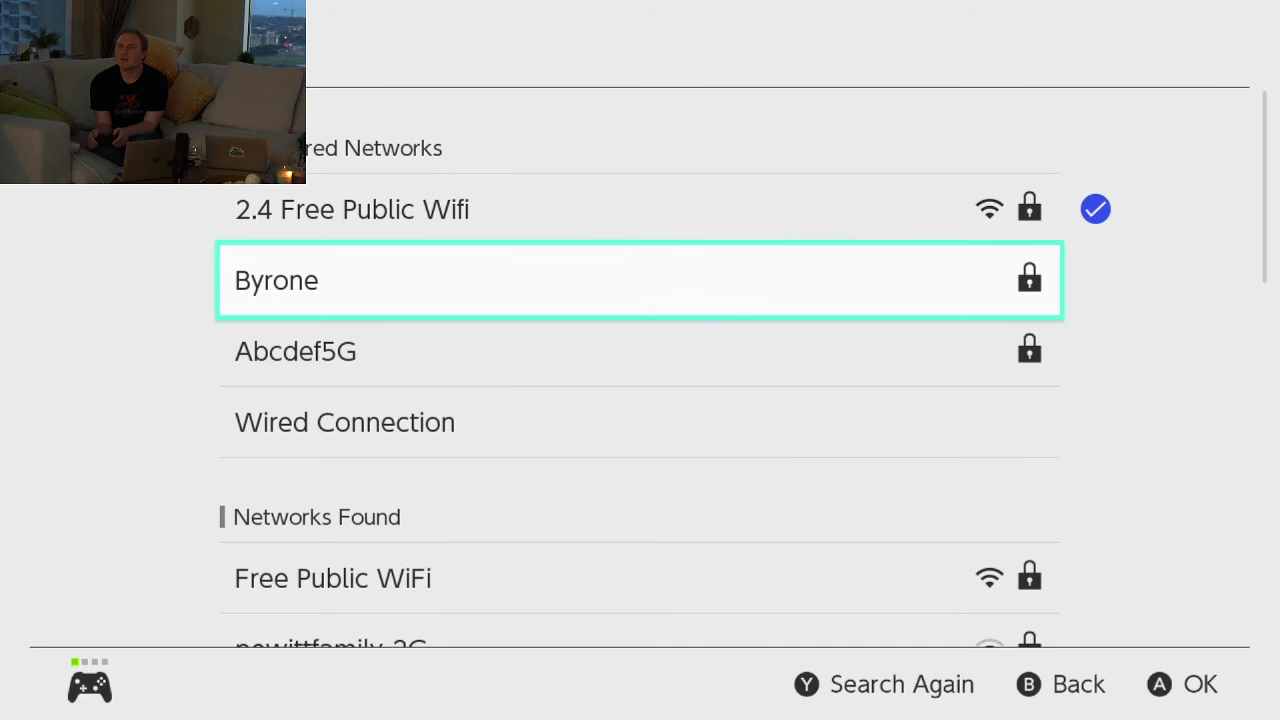 red Networks
2.4 Free Public Wifi
Byrone
Abcdef5G
Wired Connection
Networks Found
Free Public WiFi
Y Search Again B Back A OK